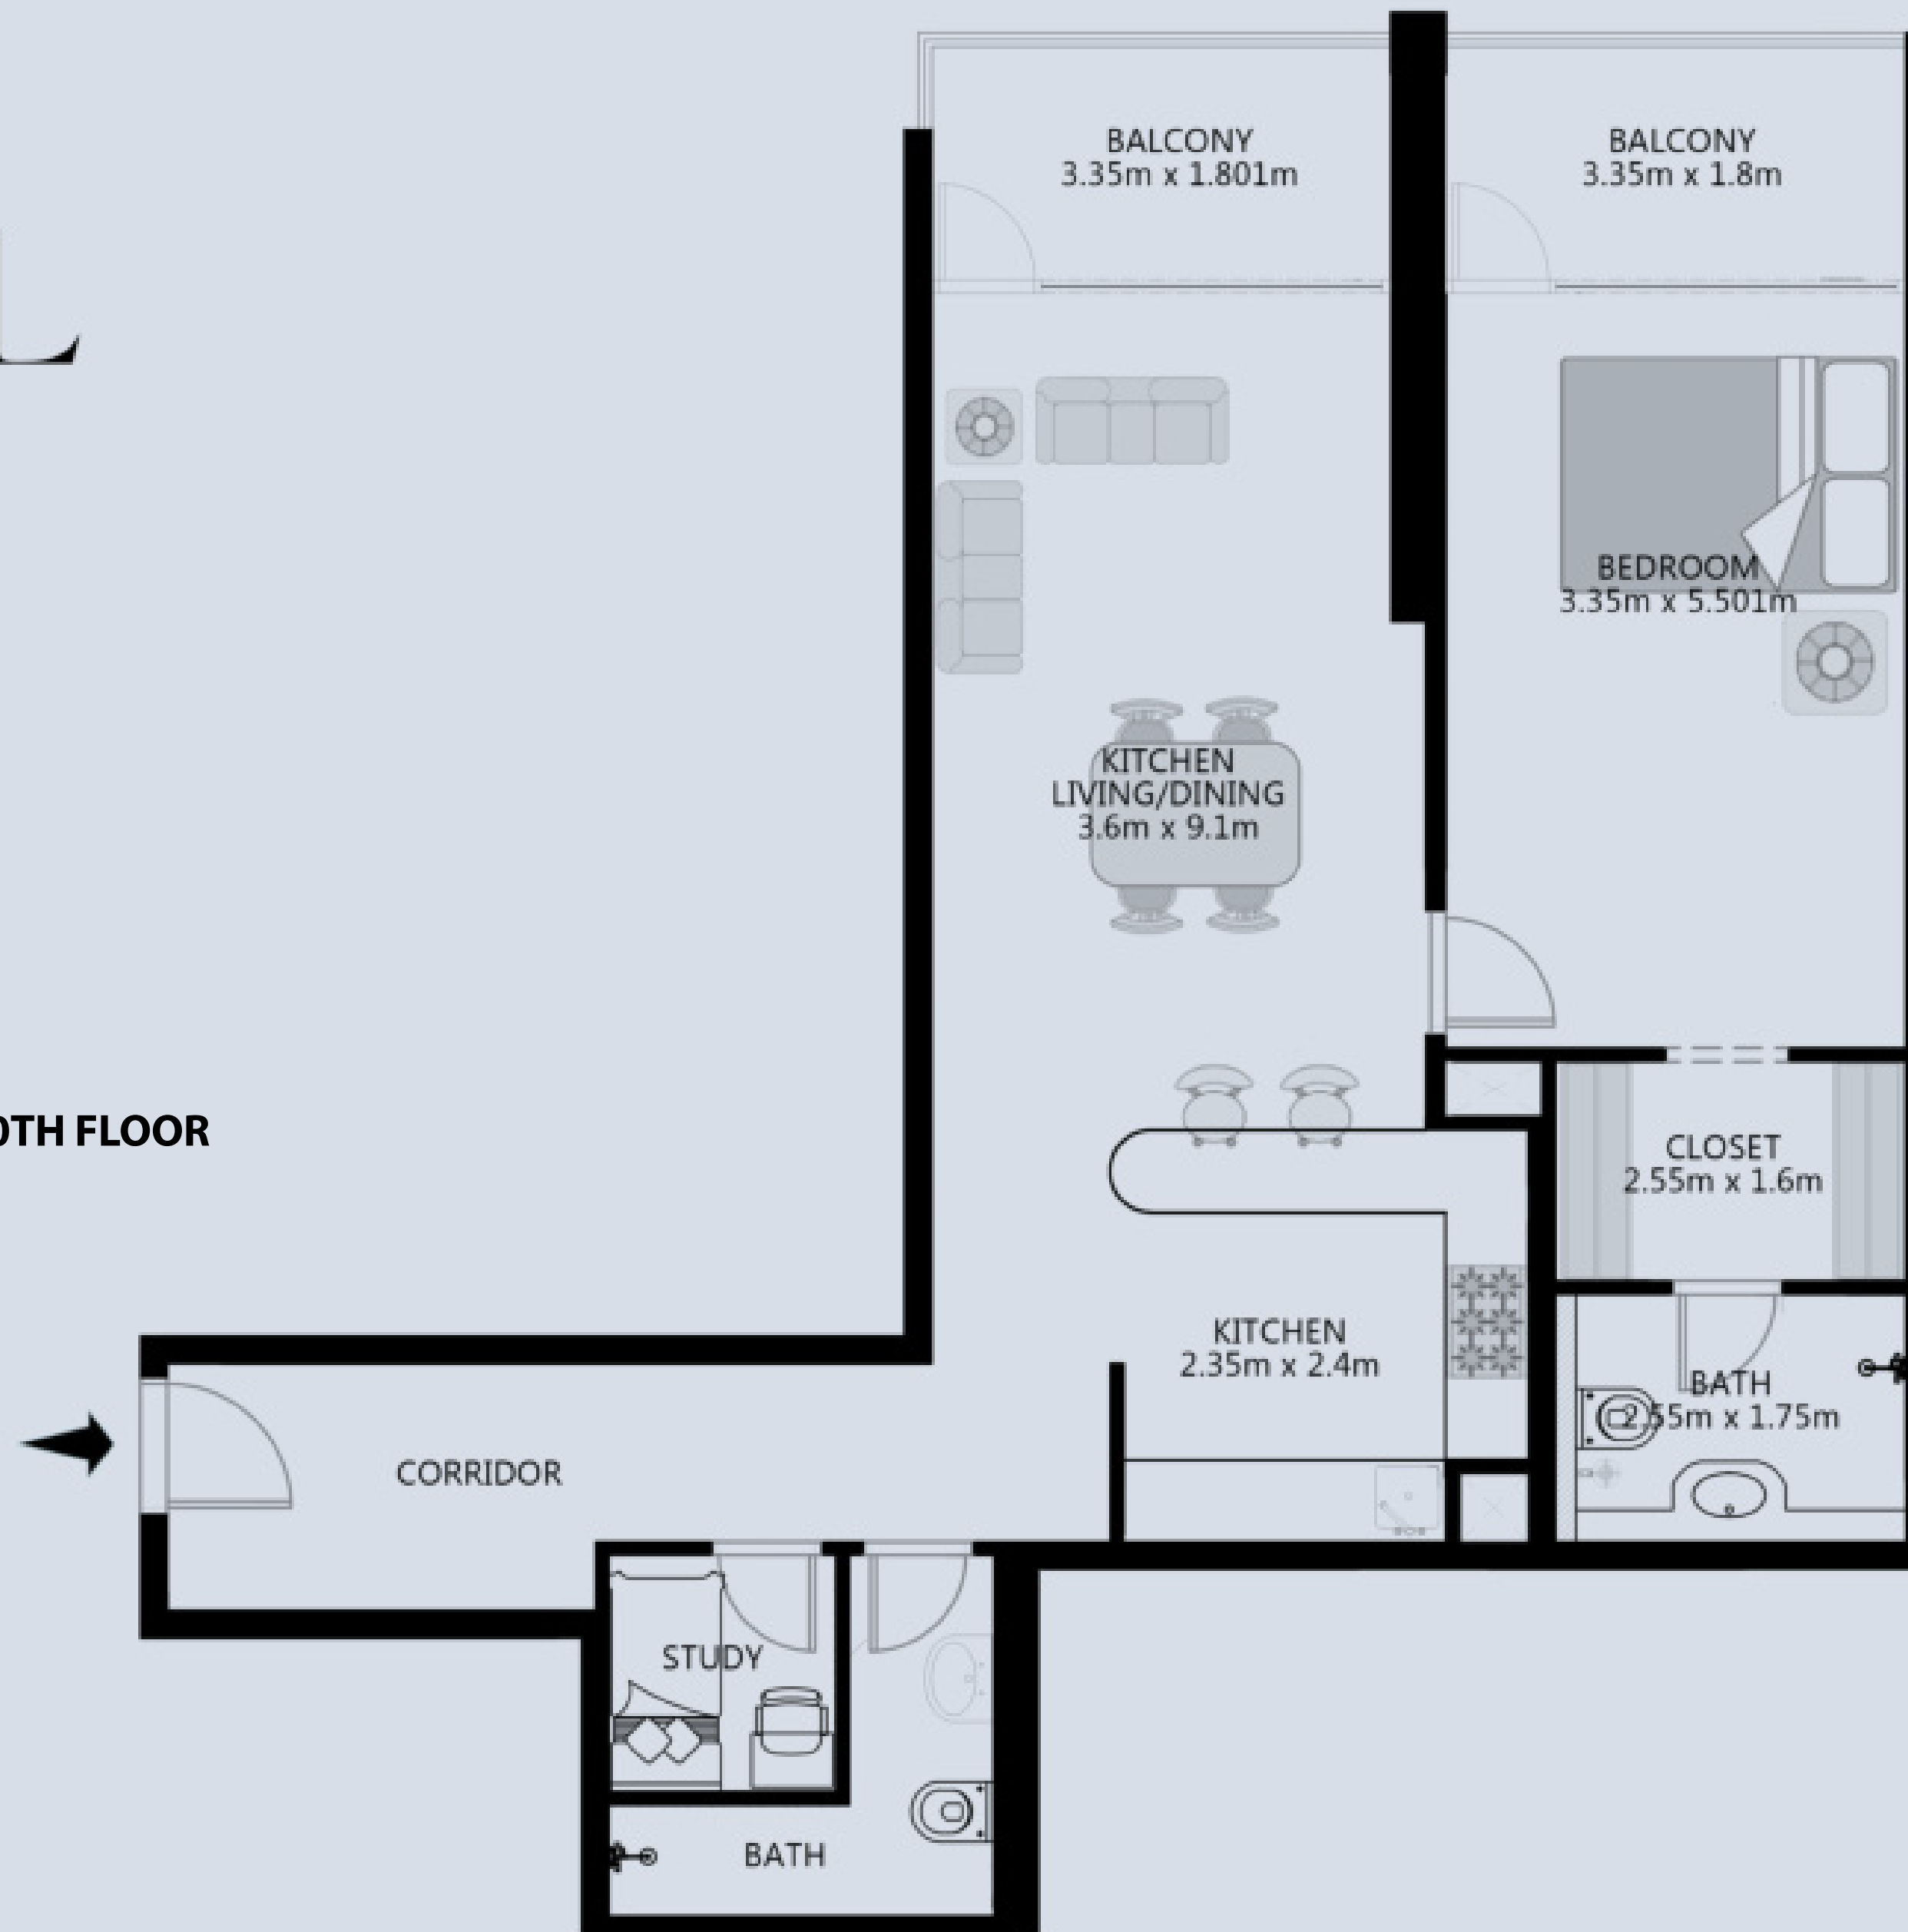 BALCONY
3.35m x 1.801m
BALCONY
3.35m x 1.8m
BEDROOM
3.35m x 5.501m
KITCHEN
LIVING/DINING
3.6m x 9.1m
FLOOR
CLOSET
2.55m x 1.6m
KITCHEN
2.35m x 2.4m
BATH
2.55m x 1.75m
CORRIDOR
STUDY
BATH